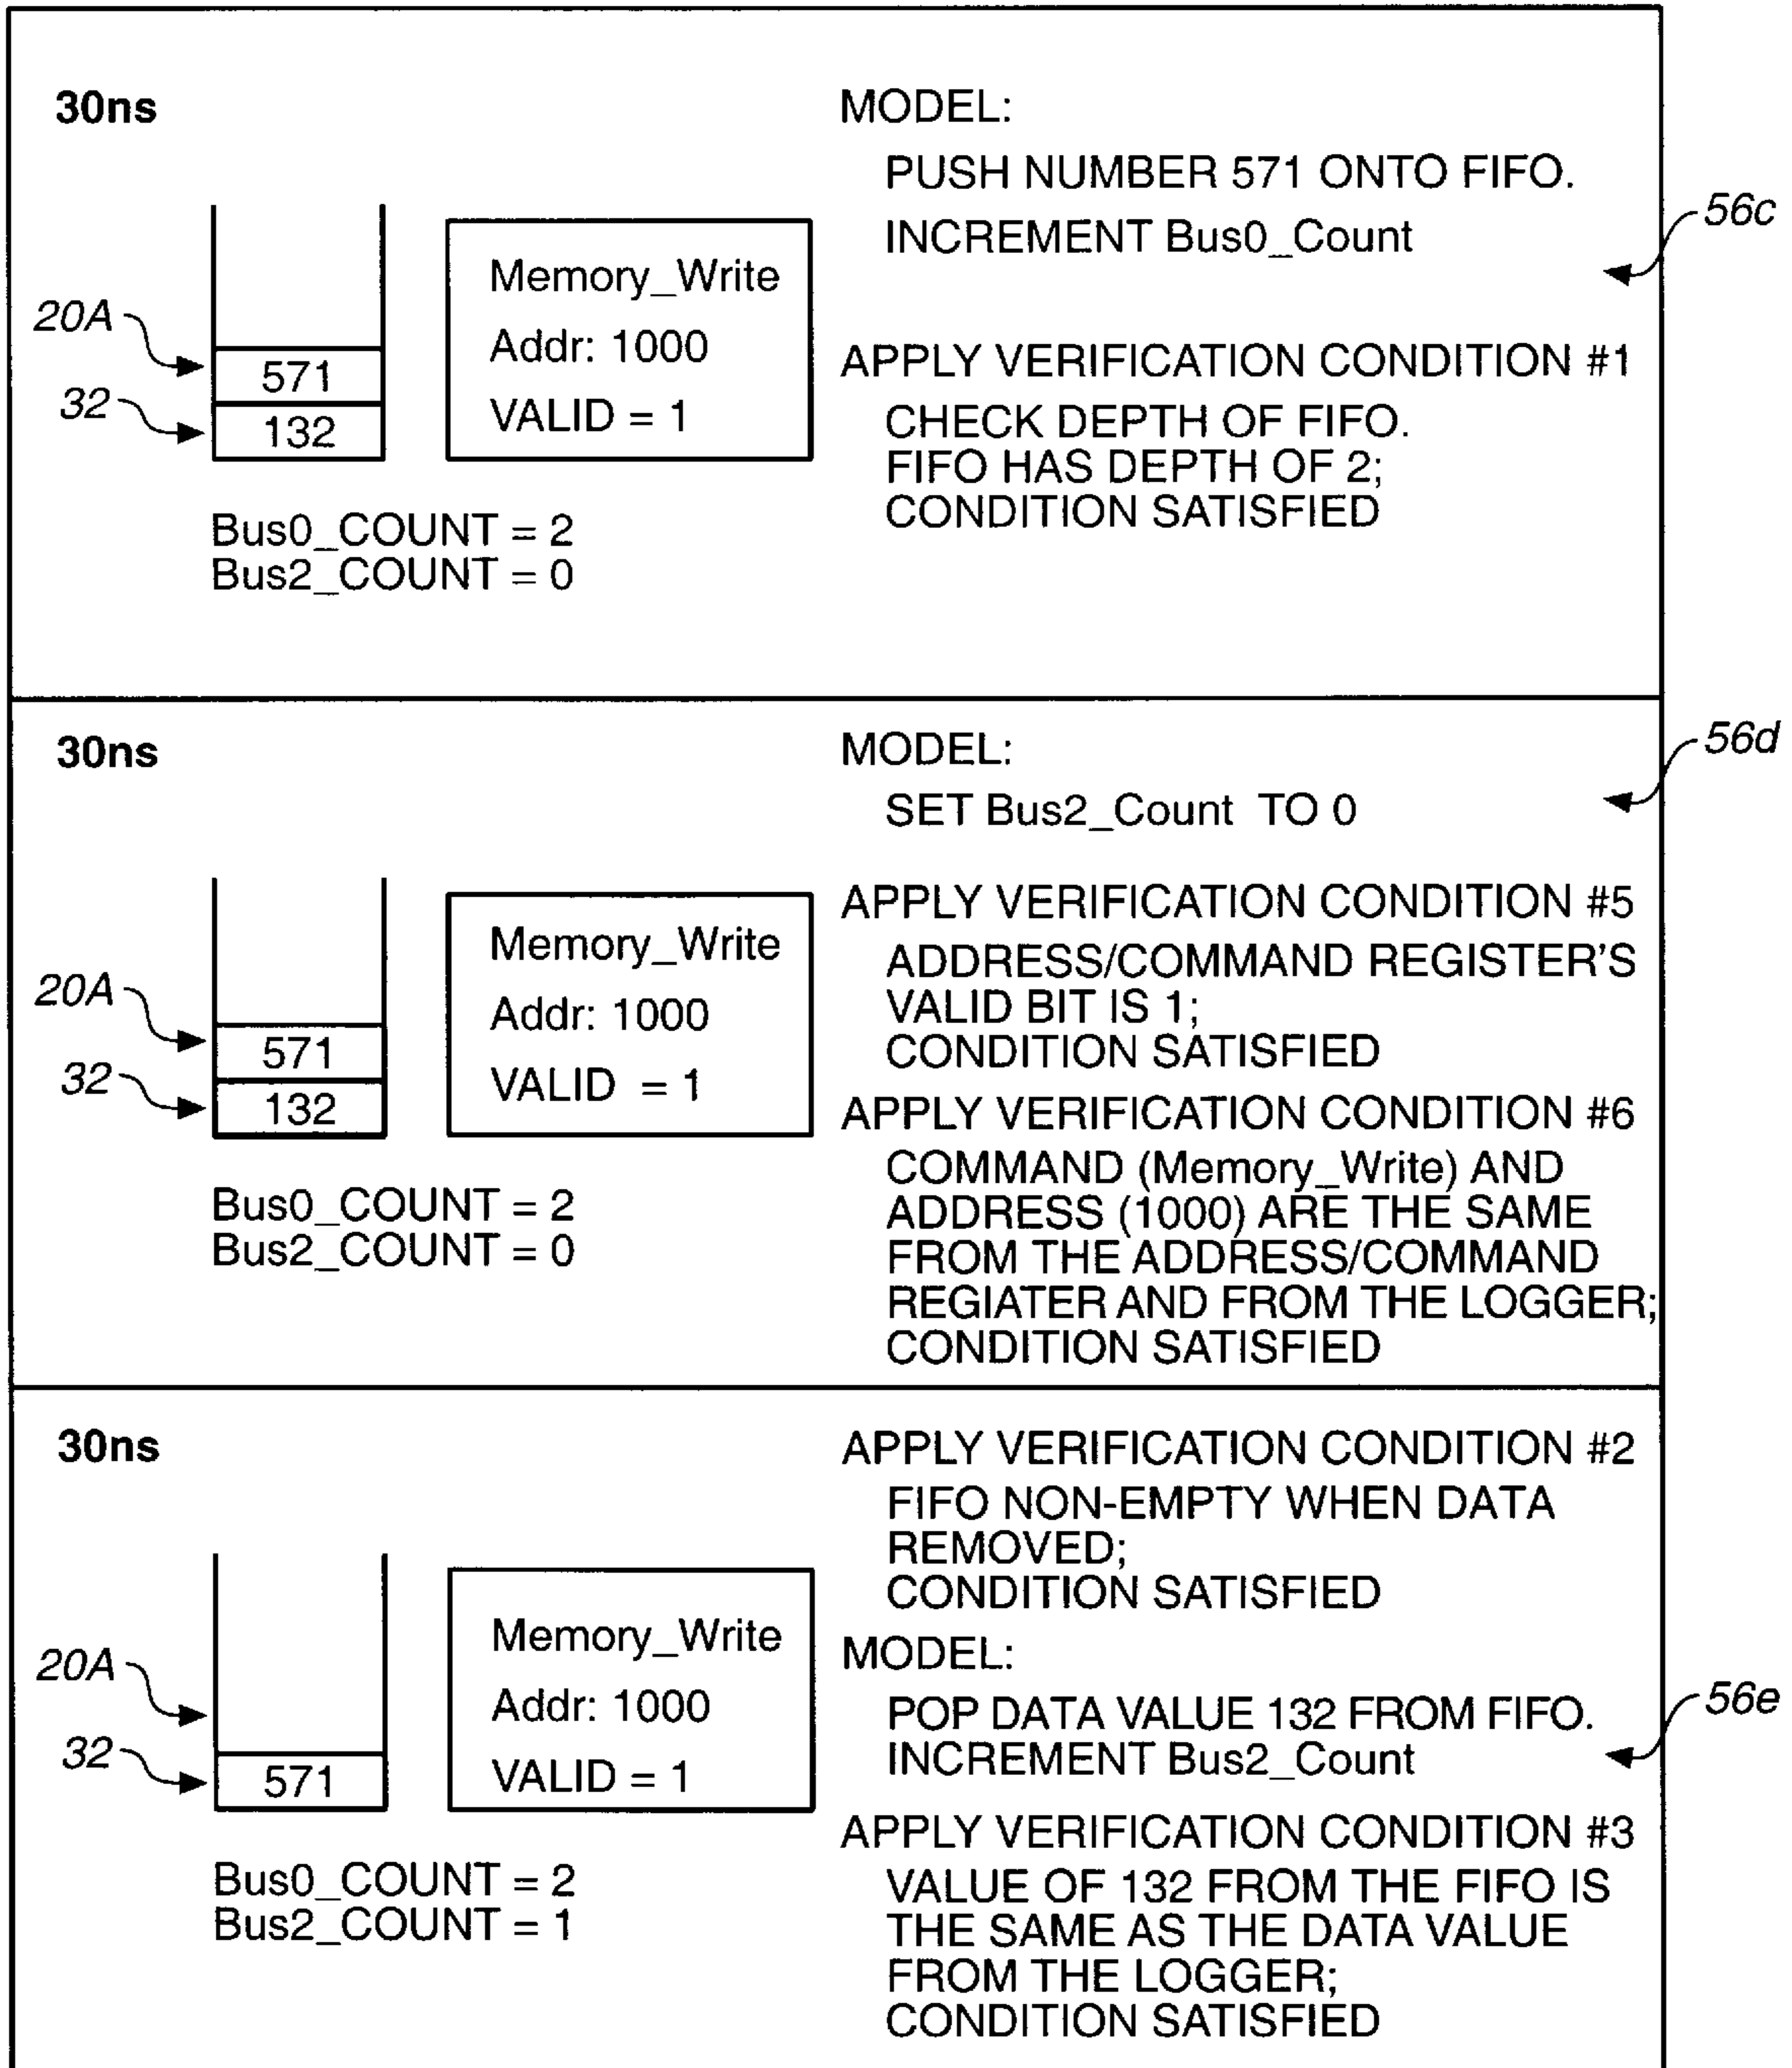 30ns
20A
32
571
132
Memory_Write
Addr: 1000
VALID = 1
Bus0_COUNT = 2
Bus2_COUNT = 0
MODEL:
PUSH NUMBER 571 ONTO FIFO.
INCREMENT Bus0_Count
APPLY VERIFICATION CONDITION #1
CHECK DEPTH OF FIFO.
FIFO HAS DEPTH OF 2;
CONDITION SATISFIED
56c
30ns
20A
32
571
132
Memory_Write
Addr: 1000
VALID = 1
Bus0_COUNT = 2
Bus2_COUNT = 0
MODEL:
SET Bus2_Count TO 0
APPLY VERIFICATION CONDITION #5
ADDRESS/COMMAND REGISTER'S
VALID BIT IS 1;
CONDITION SATISFIED
APPLY VERIFICATION CONDITION #6
COMMAND (Memory_Write) AND
ADDRESS (1000) ARE THE SAME
FROM THE ADDRESS/COMMAND
REGIATER AND FROM THE LOGGER;
CONDITION SATISFIED
56d
30ns
20A
32
571
Memory_Write
Addr: 1000
VALID = 1
Bus0_COUNT = 2
Bus2_COUNT = 1
APPLY VERIFICATION CONDITION #2
FIFO NON-EMPTY WHEN DATA
REMOVED;
CONDITION SATISFIED
MODEL:
POP DATA VALUE 132 FROM FIFO.
INCREMENT Bus2_Count
APPLY VERIFICATION CONDITION #3
VALUE OF 132 FROM THE FIFO IS
THE SAME AS THE DATA VALUE
FROM THE LOGGER;
CONDITION SATISFIED
56e